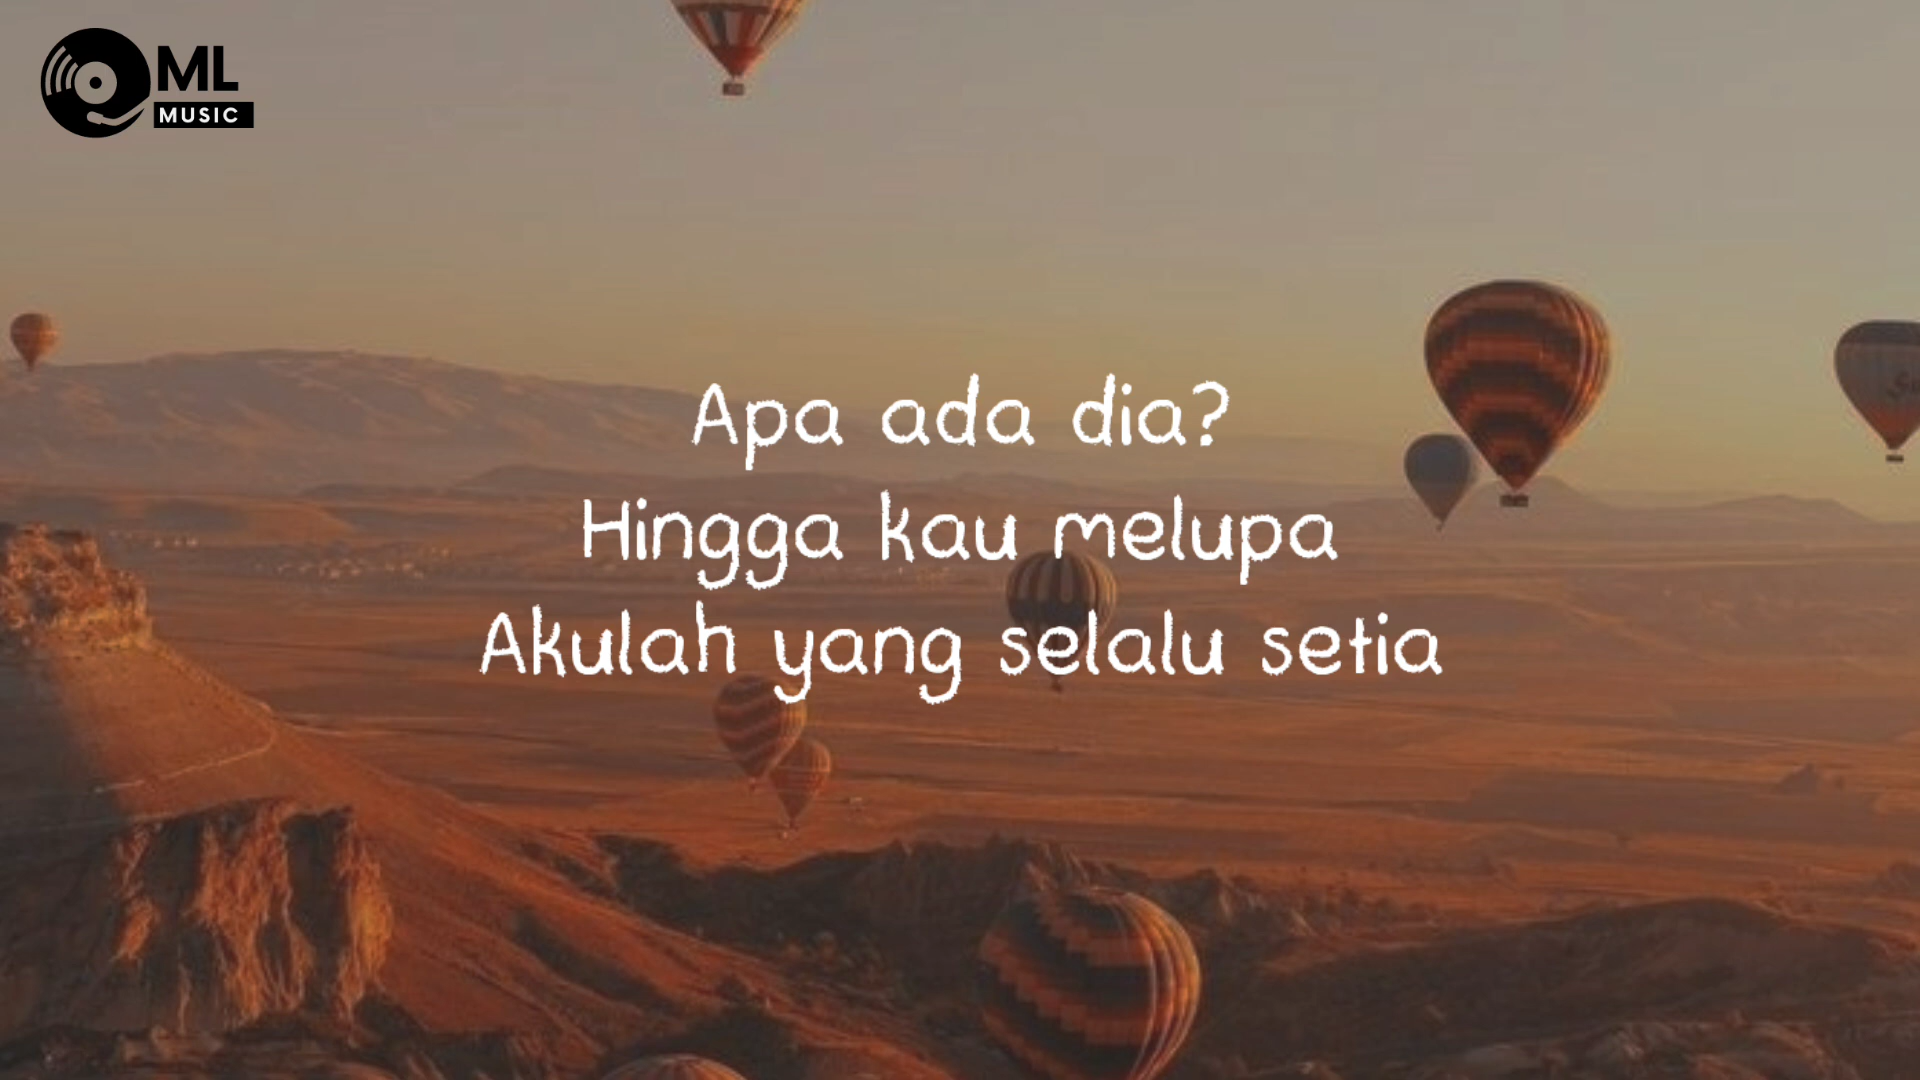 ML
MUSIC
Apa ada dia?
Hingga kau melupa
Akulah yang selalu setia